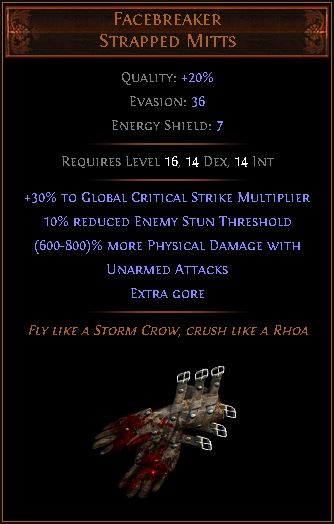 Facebreaker
Strapped Mitts
Quality: +20%
Evasion: 36
Energy Shield: 7
Requires Level 16, 14 Dex, 14 Int
+30% to Global Critical Strike Multiplier
10% reduced Enemy Stun Threshold
(600-800)% more Physical Damage with
Unarmed Attacks
Extra gore
Fly like a Storm Crow, crush like a Rhoa